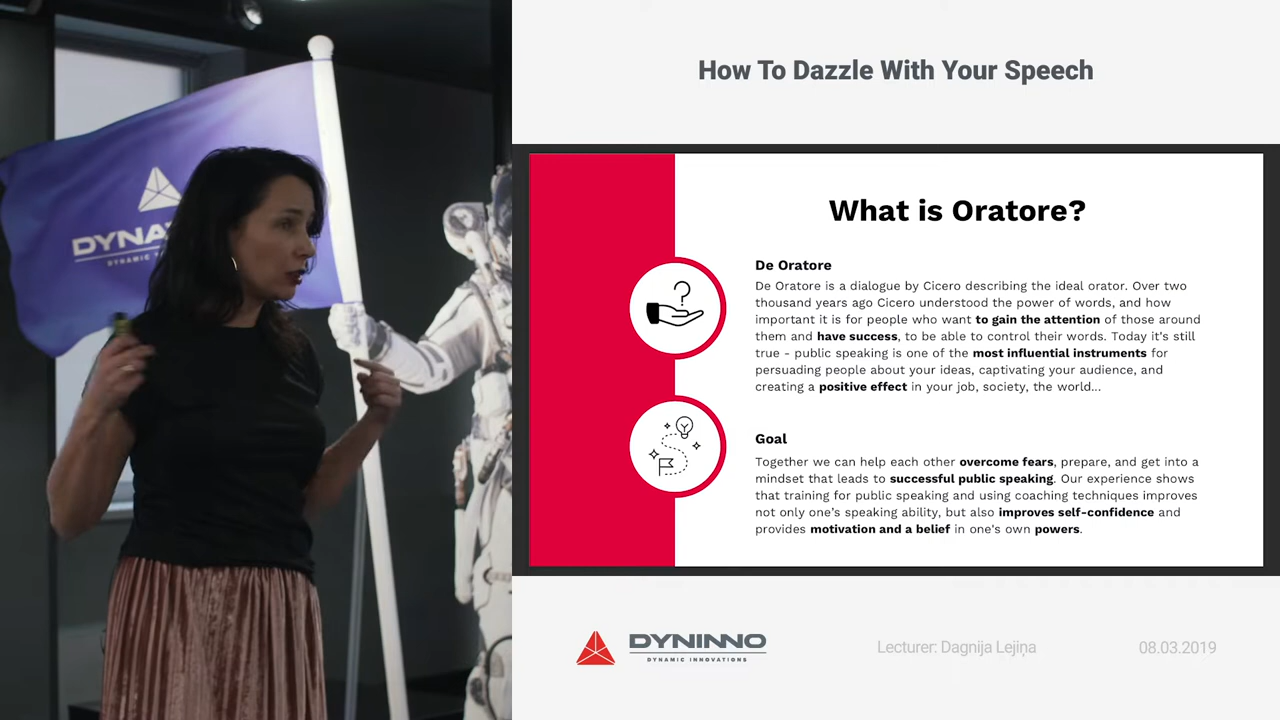 How To Dazzle With Your Speech
What is Oratore?
De Oratore
De Oratore is a dialogue by Cicero describing the ideal orator. Over two
thousand years ago Cicero understood the power of words, and how
important it is for people who want to gain the attention of those around
them and have success, to be able to control their words. Today it's still
true - public speaking is one of the most influential instruments for
persuading people about your ideas, captivating your audience, and
creating a positive effect in your job, society, the world...
Goal
Together we can help each other overcome fears, prepare, and get into a
mindset that leads to successful public speaking. Our experience shows
that training for public speaking and using coaching techniques improves
not only one's speaking ability, but also improves self-confidence and
provides motivation and a belief in one's own powers.
DYNINNO
DYNAMIC INNOVATIONS
Lecturer: Dagnija Lejiņa
08.03.2019
DYNA
DYNAMIC